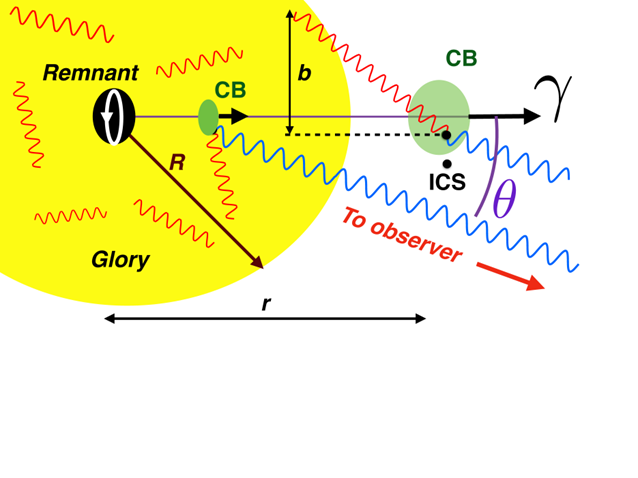 Remnant
CB
b
CB
γ
R
ICS
θ
To observer
Glory
r